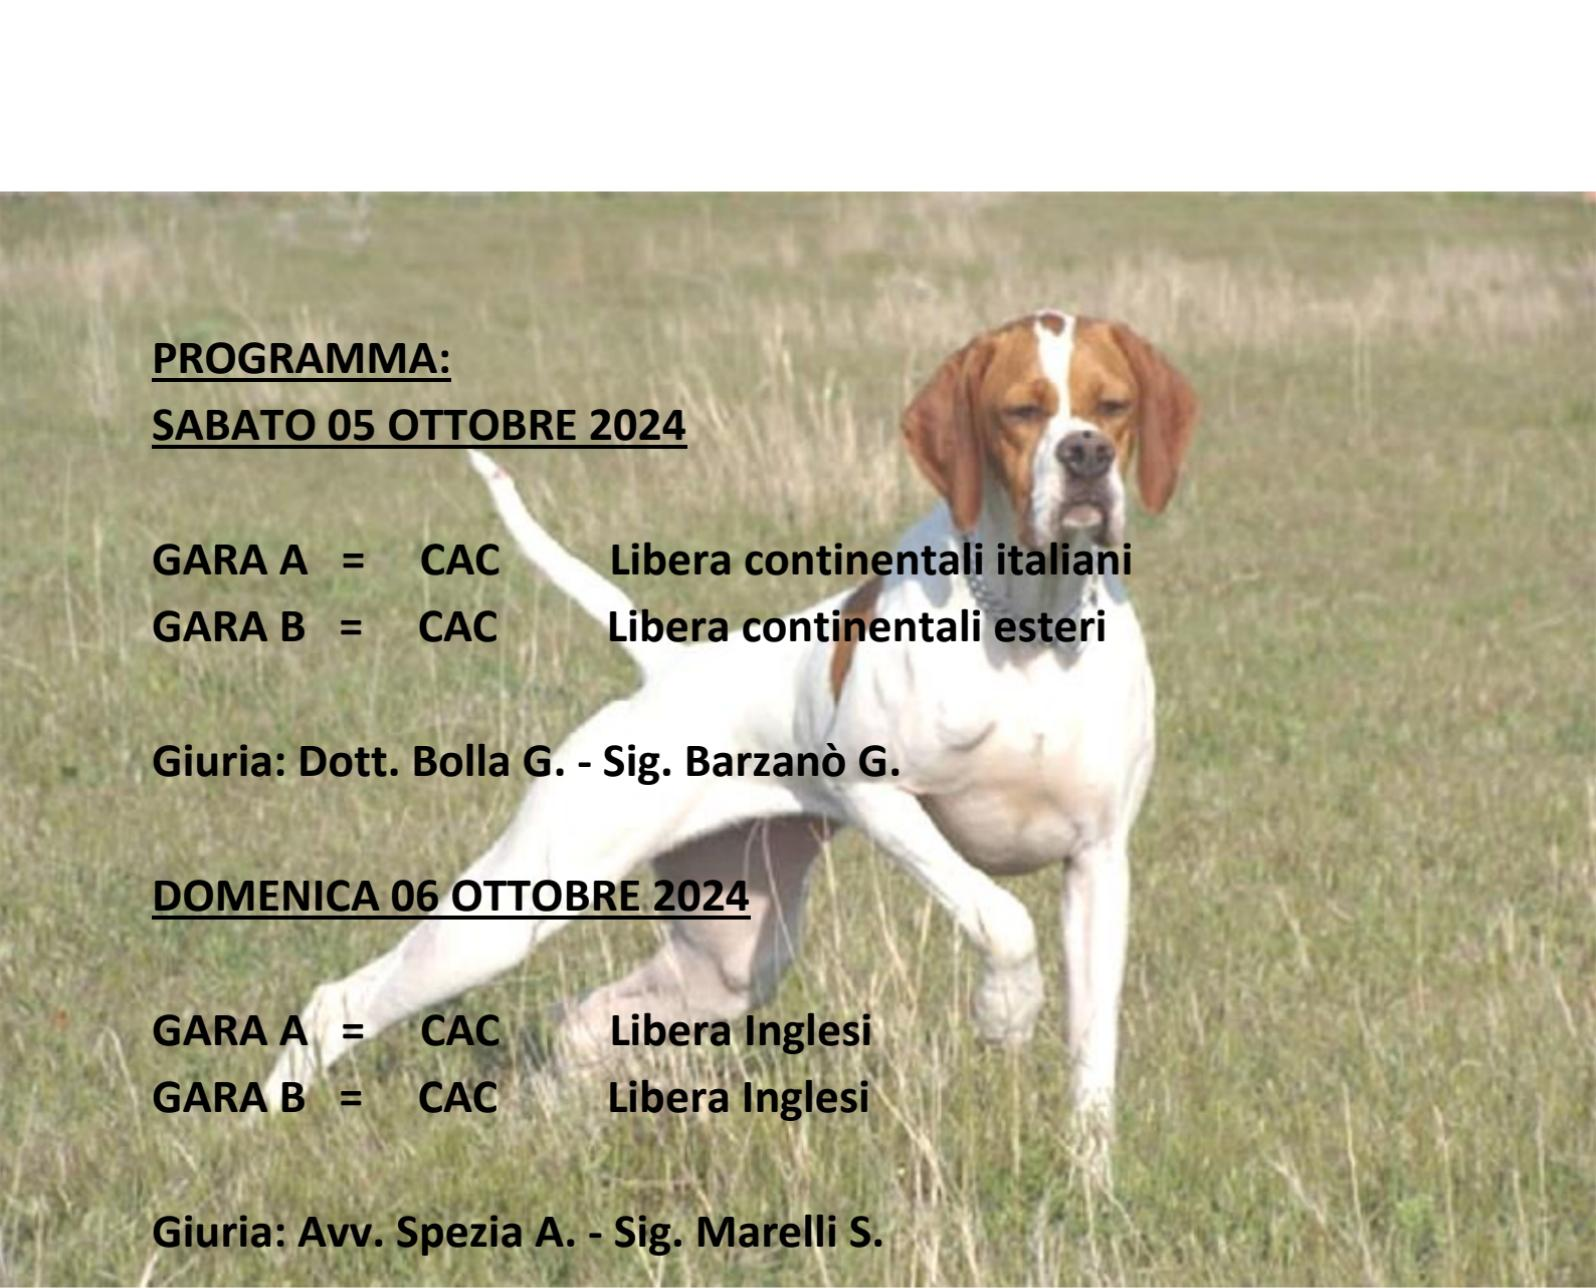 PROGRAMMA:
SABATO 05 OTTOBRE 2024
GARA A = CAC Libera continentali italiani
GARA B = CAC Libera continentali esteri
Giuria: Dott. Bolla G. - Sig. Barzanò G.
DOMENICA 06 OTTOBRE 2024
GARA A = CAC Libera Inglesi
GARA B = CAC Libera Inglesi
Giuria: Avv. Spezia A. - Sig. Marelli S.